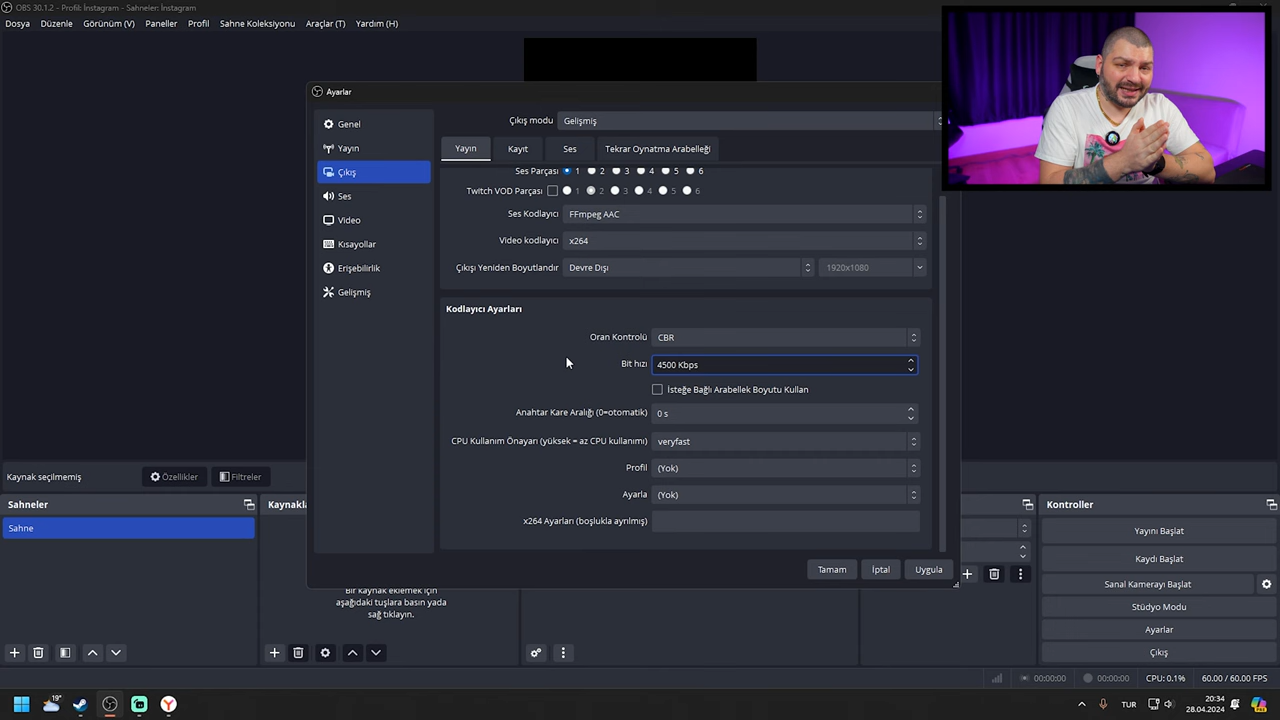 OBS 30.1.2 - Profil: İnstagram - Sahneler: İnstagram
Dosya Düzenle Görünüm (V) Paneller Profil Sahne Koleksiyonu Araçlar (T) Yardım (H)
Ayarlar
Genel
Yayın
Çıkış
Ses
Video
Kısayollar
Erişebilirlik
Gelişmiş
Çıkış modu Gelişmiş
Yayın Kayıt Ses Tekrar Oynatma Arabelleği
Ses Parçası 1 2 3 4 5 6
Twitch VOD Parçası 1 2 3 4 5 6
Ses Kodlayıcı FFmpeg AAC
Video kodlayıcı x264
Çıkışı Yeniden Boyutlandır Devre Dışı 1920x1080
Kodlayıcı Ayarları
Oran Kontrolü CBR
Bit hızı 4500 Kbps
İsteğe Bağlı Arabellek Boyutu Kullan
Anahtar Kare Aralığı (0=otomatik) 0 s
CPU Kullanım Önayarı (yüksek = az CPU kullanımı) veryfast
Profil (Yok)
Ayarla (Yok)
x264 Ayarları (boşlukla ayrılmış)
Tamam İptal Uygula
Kaynak seçilmemiş Özellikler Filtreler
Sahneler
Sahne
Kaynakla
Bir kaynak eklemek için
aşağıdaki tuşlara basın yada
sağ tıklayın.
Kontroller
Yayını Başlat
Kaydı Başlat
Sanal Kamerayı Başlat
Stüdyo Modu
Ayarlar
Çıkış
00:00:00 00:00:00 CPU: 0.1% 60.00 / 60.00 FPS
19°
TUR
20:34
28.04.2024